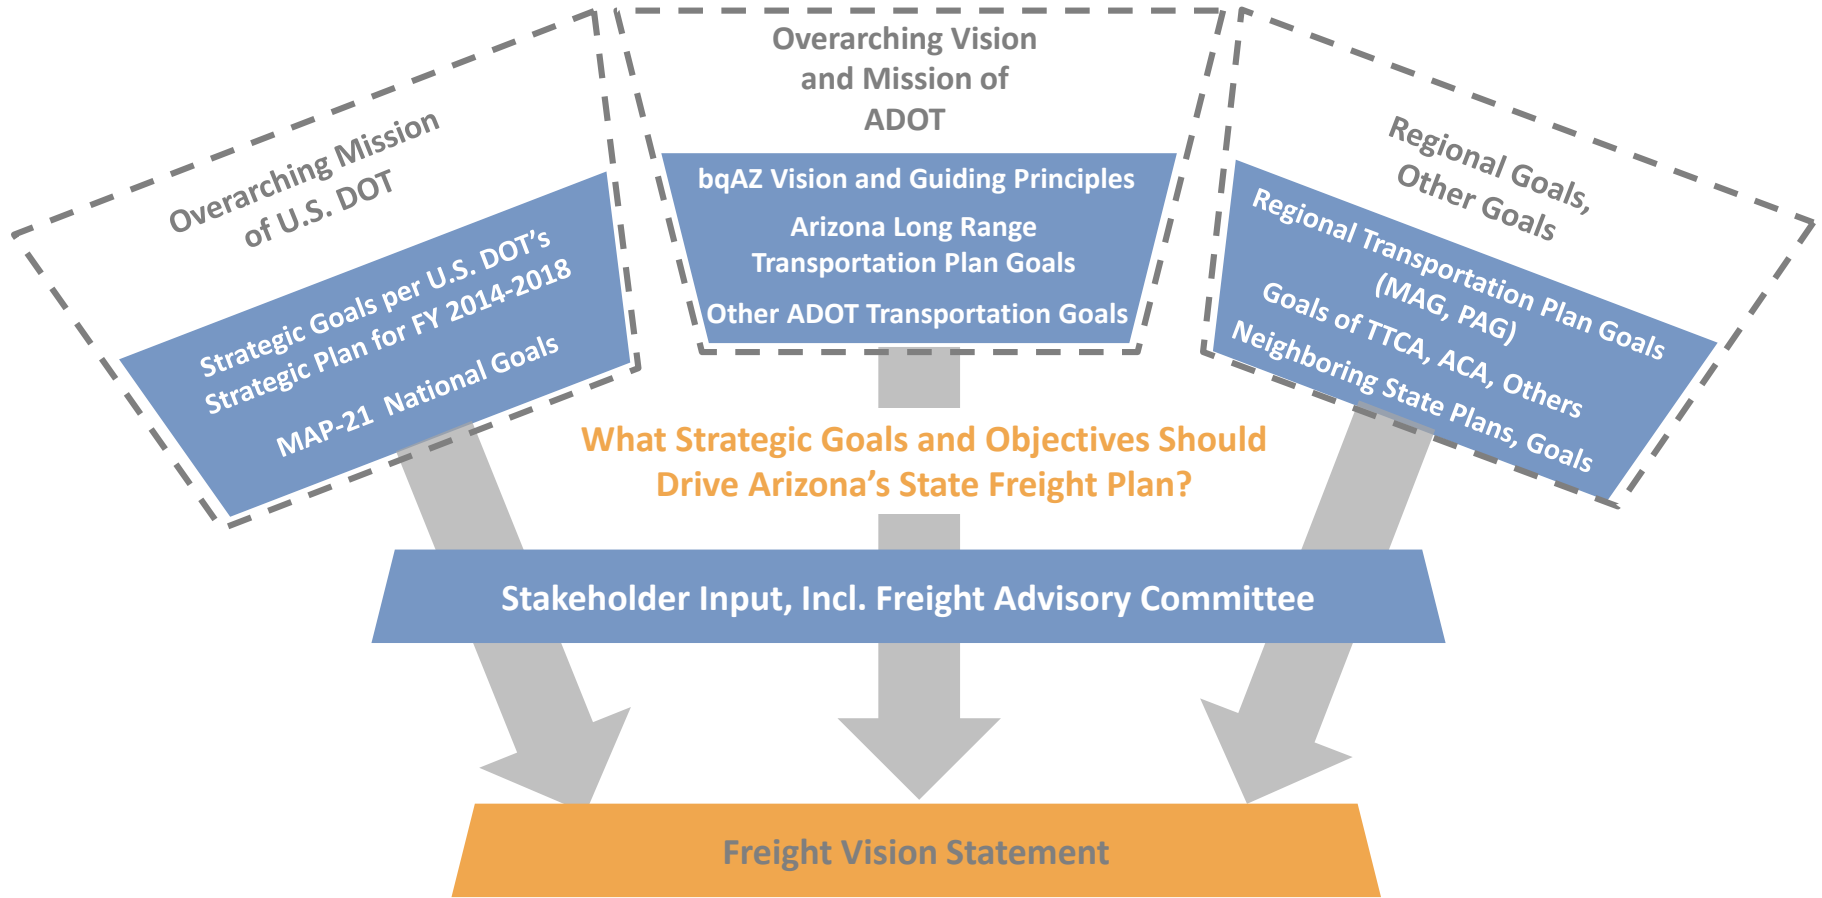 Overarching Mission
of U.S. DOT
Strategic Goals per U.S. DOT’s
Strategic Plan for FY 2014-2018
MAP-21 National Goals
Overarching Vision
and Mission of
ADOT
bqAZ Vision and Guiding Principles
Arizona Long Range
Transportation Plan Goals
Other ADOT Transportation Goals
Regional Goals,
Other Goals
Regional Transportation Plan Goals
(MAG, PAG)
Goals of TTCA, ACA, Others
Neighboring State Plans, Goals
What Strategic Goals and Objectives Should
Drive Arizona’s State Freight Plan?
Stakeholder Input, Incl. Freight Advisory Committee
Freight Vision Statement